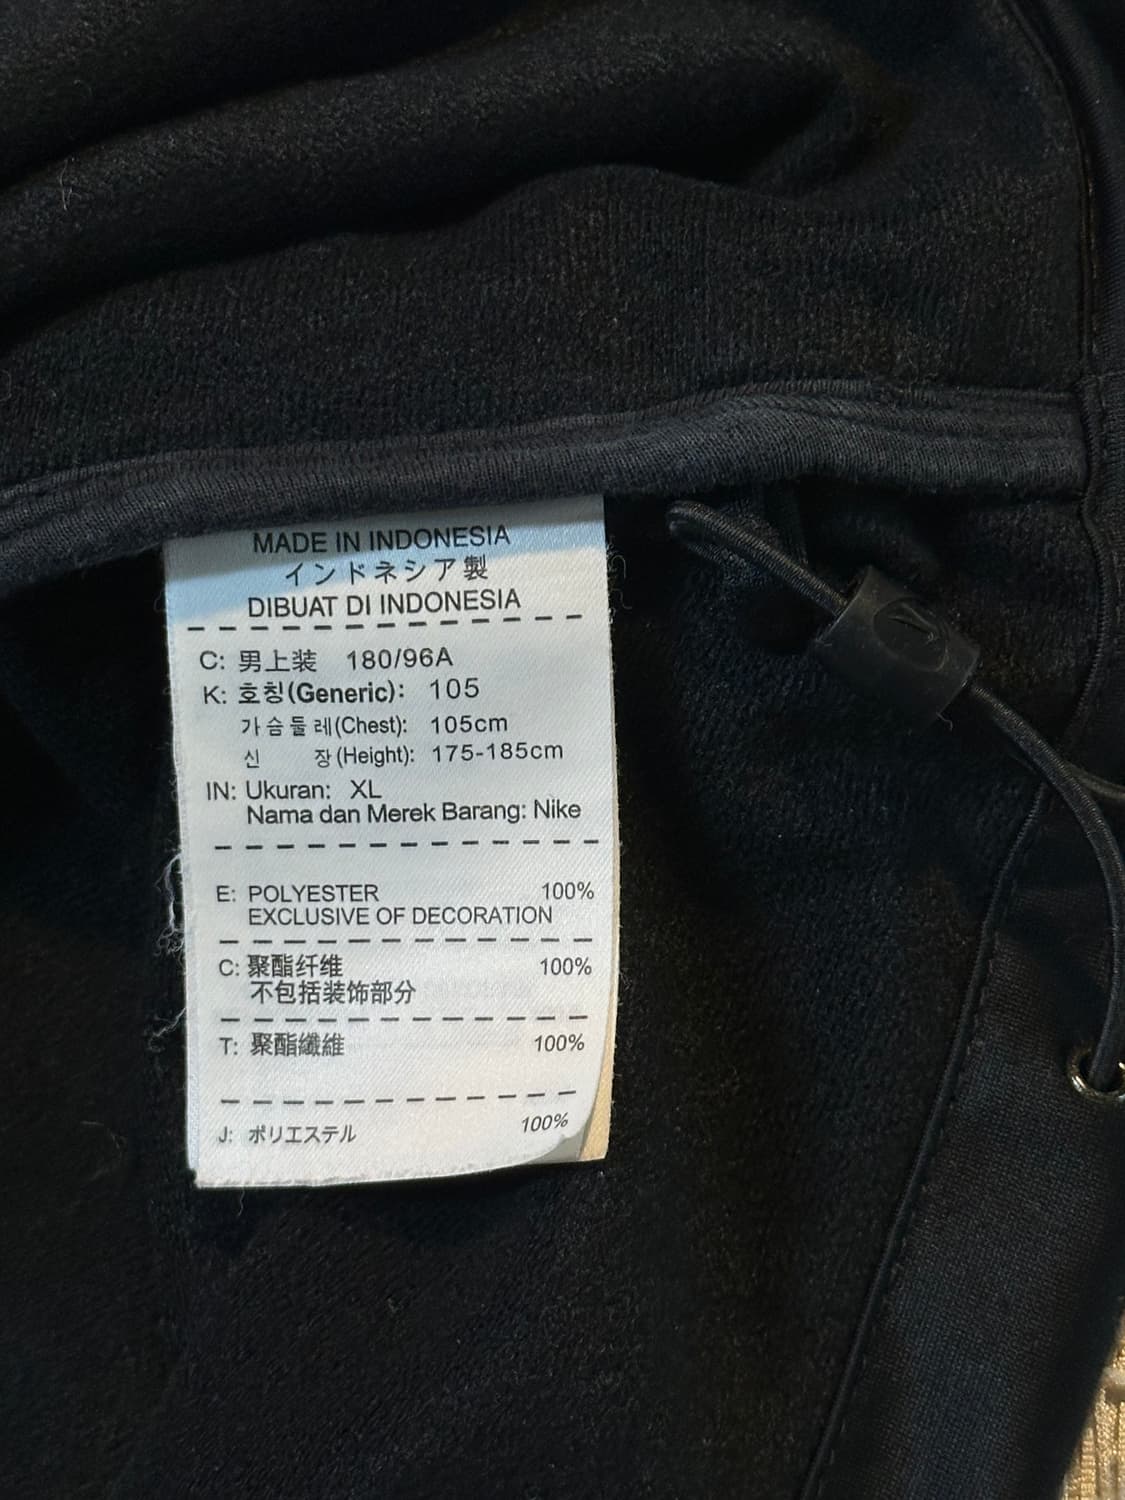 MADE IN INDONESIA
インドネシア製
DIBUAT DI INDONESIA
C: 男上装 180/96A
K: 호칭(Generic): 105
가슴둘레(Chest): 105cm
신 장(Height): 175-185cm
IN: Ukuran: XL
Nama dan Merek Barang: Nike
E: POLYESTER 100%
EXCLUSIVE OF DECORATION
C: 聚酯纤维 100%
不包括装饰部分
T: 聚酯纖維 100%
J: ポリエステル 100%